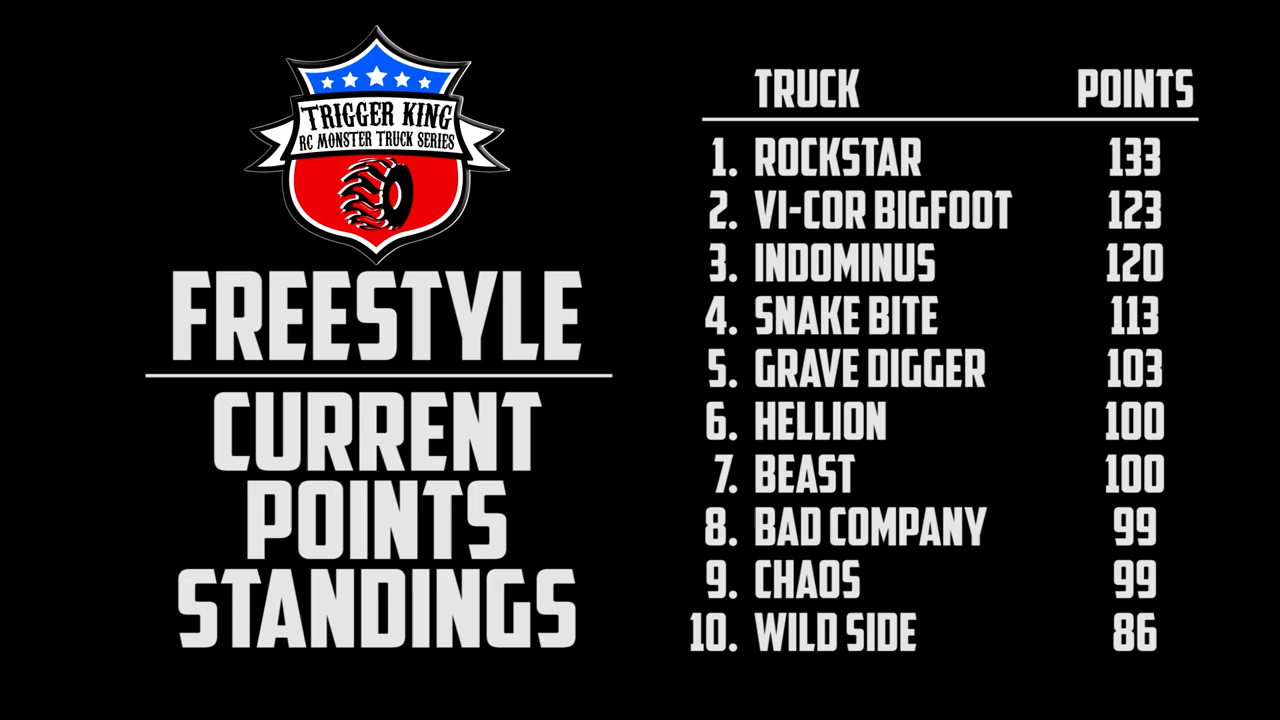 TRIGGER KING
RC MONSTER TRUCK SERIES
FREESTYLE
CURRENT
POINTS
STANDINGS
TRUCK POINTS
1. ROCKSTAR 133
2. VI-COR BIGFOOT 123
3. INDOMINUS 120
4. SNAKE BITE 113
5. GRAVE DIGGER 103
6. HELLION 100
7. BEAST 100
8. BAD COMPANY 99
9. CHAOS 99
10. WILD SIDE 86